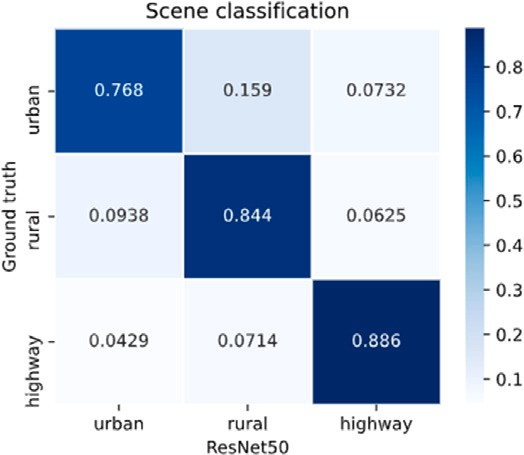 Scene classification
urban 0.768 0.159 0.0732
rural 0.0938 0.844 0.0625
highway 0.0429 0.0714 0.886
Ground truth
urban rural highway
ResNet50
0.8
0.7
0.6
0.5
0.4
0.3
0.2
0.1